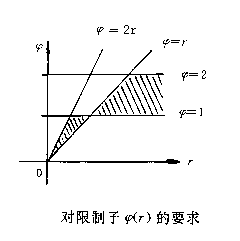 φ
φ = 2r
φ=r
φ=2
φ=1
0
r
对限制子 φ(r) 的要求